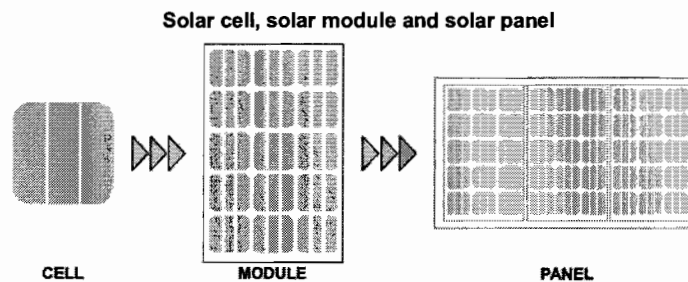 Solar cell, solar module and solar panel
CELL
MODULE
PANEL